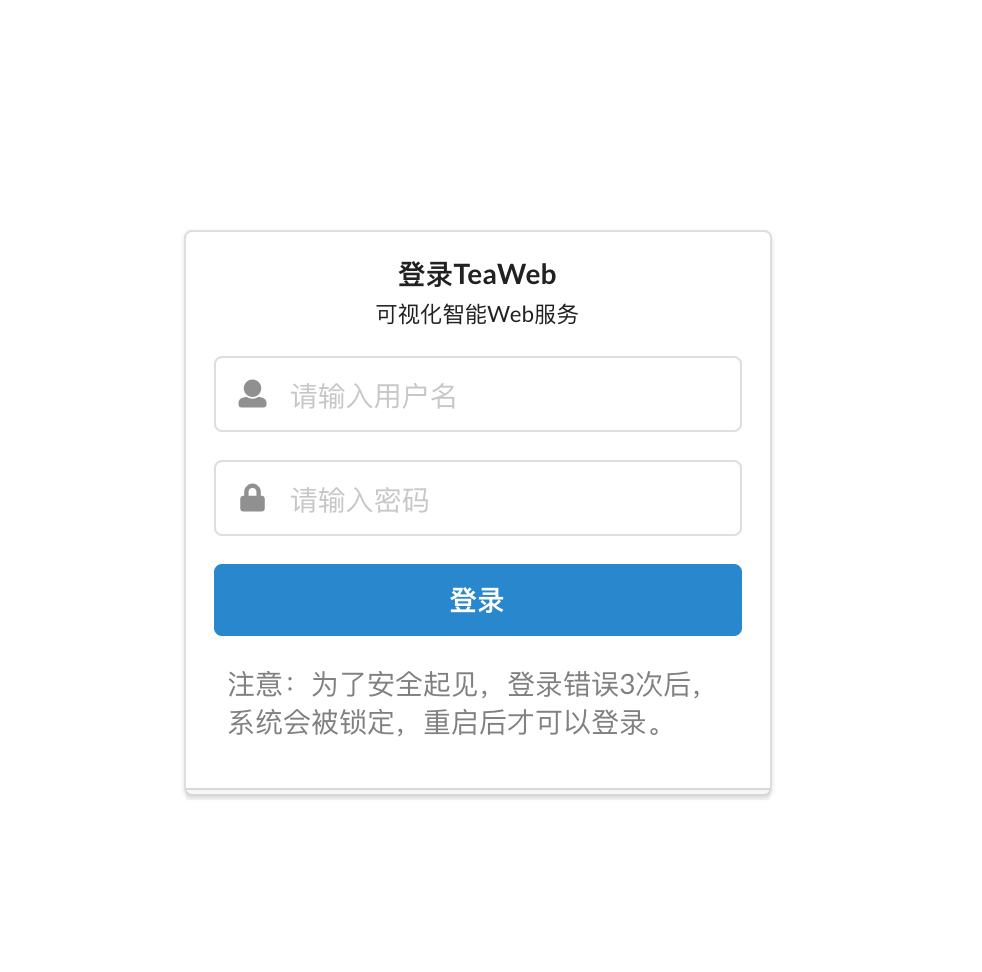 登录TeaWeb
可视化智能Web服务
请输入用户名
请输入密码
登录
注意：为了安全起见，登录错误3次后，
系统会被锁定，重启后才可以登录。